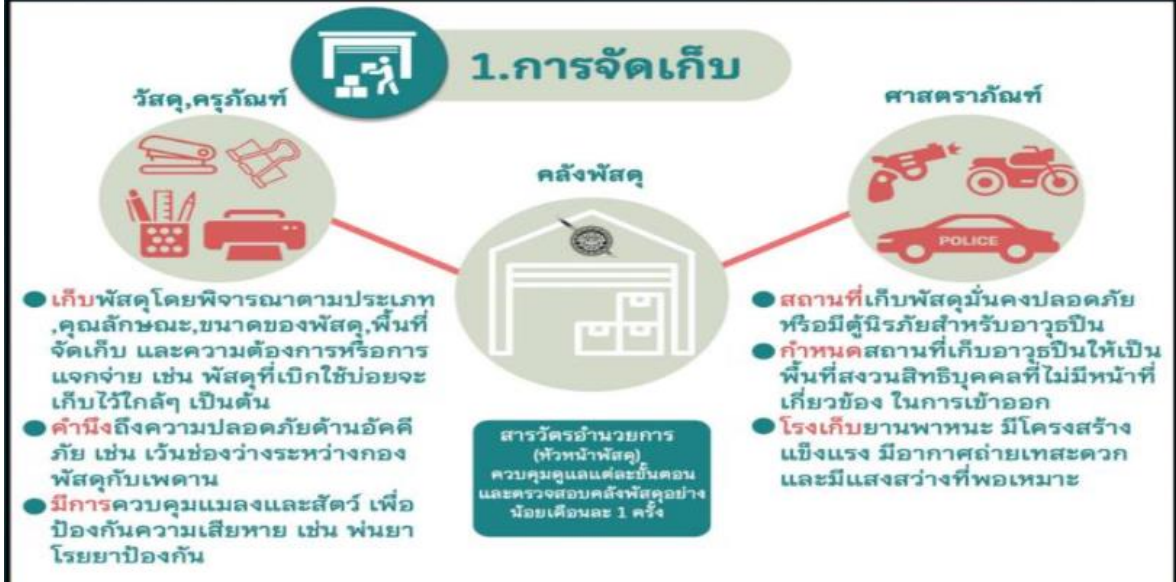 1.การจัดเก็บ
วัสดุ,ครุภัณฑ์
เก็บพัสดุโดยพิจารณาตามประเภท
,คุณลักษณะ,ขนาดของพัสดุ,พื้นที่
จัดเก็บ และความต้องการหรือการ
แจกจ่าย เช่น พัสดุที่เบิกใช้บ่อยจะ
เก็บไว้ใกล้ๆ เป็นต้น
คำนึงถึงความปลอดภัยด้านอัคคี
ภัย เช่น เว้นช่องว่างระหว่างกอง
พัสดุกับเพดาน
มีการควบคุมแมลงและสัตว์ เพื่อ
ป้องกันความเสียหาย เช่น พ่นยา
โรยยาป้องกัน
คลังพัสดุ
สารวัตรอำนวยการ
(หัวหน้าพัสดุ)
ควบคุมดูแลแต่ละขั้นตอน
และตรวจสอบคลังพัสดุอย่าง
น้อยเดือนละ 1 ครั้ง
ศาสตราภัณฑ์
POLICE
สถานที่เก็บพัสดุมั่นคงปลอดภัย
หรือมีตู้นิรภัยสำหรับอาวุธปืน
กำหนดสถานที่เก็บอาวุธปืนให้เป็น
พื้นที่สงวนสิทธิบุคคลที่ไม่มีหน้าที่
เกี่ยวข้อง ในการเข้าออก
โรงเก็บยานพาหนะ มีโครงสร้าง
แข็งแรง มีอากาศถ่ายเทสะดวก
และมีแสงสว่างที่พอเหมาะ